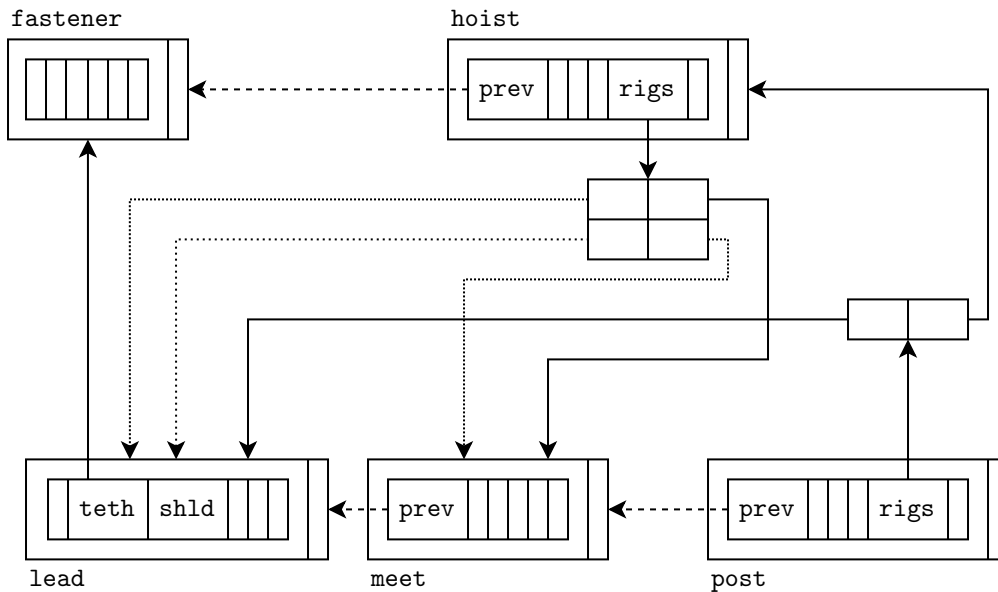 fastener
hoist
prev
rigs
teth
shld
prev
prev
rigs
lead
meet
post